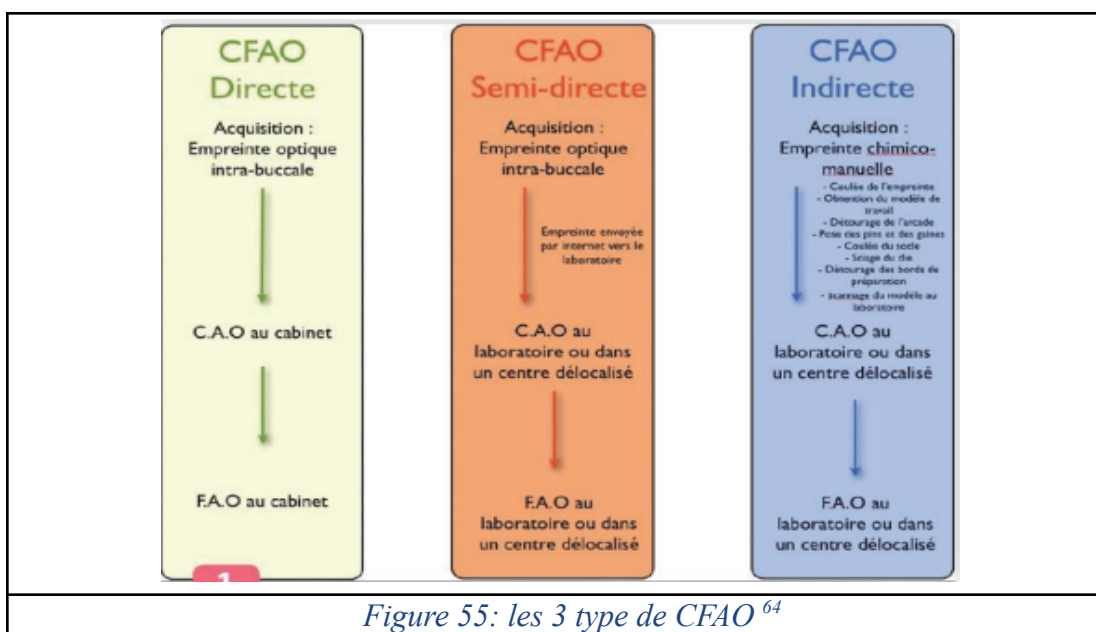 CFAO
Directe
Acquisition :
Empreinte optique
intra-buccale
C.A.O au cabinet
F.A.O au cabinet
1
CFAO
Semi-directe
Acquisition :
Empreinte optique
intra-buccale
Empreinte envoyée
par internet vers le
laboratoire
C.A.O au
laboratoire ou dans
un centre délocalisé
F.A.O au
laboratoire ou dans
un centre délocalisé
CFAO
Indirecte
Acquisition :
Empreinte chimico-
manuelle
- Coulée de l'empreinte
- Obtention du modèle de
travail
- Détourage de l'arcade
- Pose des pins et des gaines
- Coulée du socle
- Sciage du die
- Détourage des bords de
préparation
- scannage du modèle au
laboratoire
C.A.O au
laboratoire ou dans
un centre délocalisé
F.A.O au
laboratoire ou dans
un centre délocalisé
Figure 55: les 3 type de CFAO 64